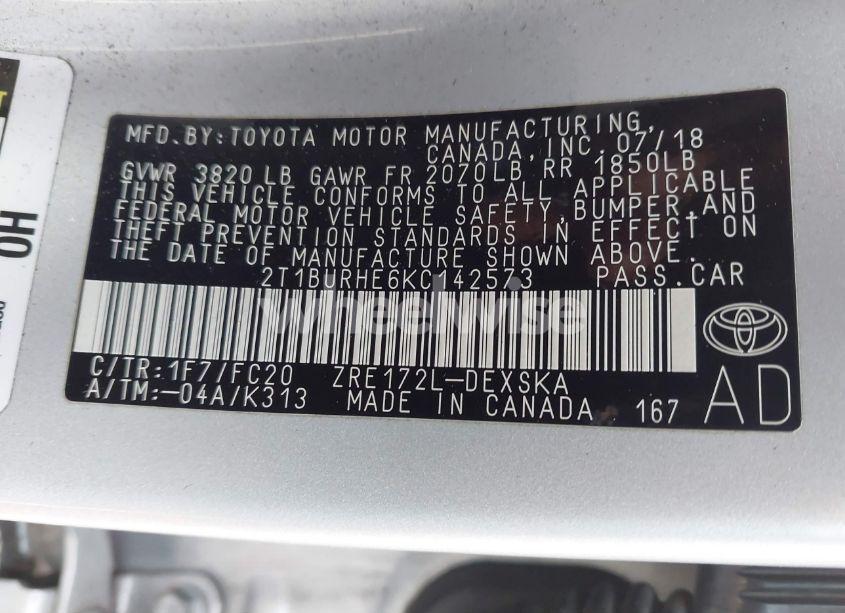 MFD.BY:TOYOTA MOTOR MANUFACTURING,
CANADA,INC. 07/18
GVWR 3820 LB GAWR FR 2070LB, RR 1850LB
THIS VEHICLE CONFORMS TO ALL APPLICABLE
FEDERAL MOTOR VEHICLE SAFETY,BUMPER,AND
THEFT PREVENTION STANDARDS IN EFFECT ON
THE DATE OF MANUFACTURE SHOWN ABOVE.
2T1BURHE6KC142573 PASS.CAR
wheelwise
C/TR:1F7/FC20 ZRE172L-DEXSKA
A/TM:-04A/K313 MADE IN CANADA 167 AD
OH